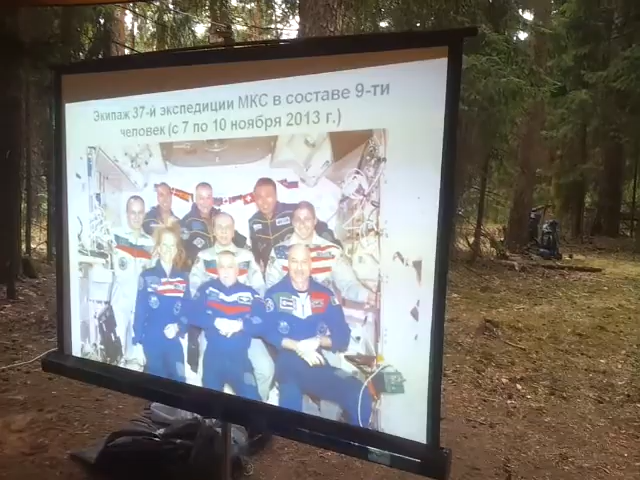 Экипаж 37-й экспедиции МКС в составе 9-ти
человек (с 7 по 10 ноября 2013 г.)